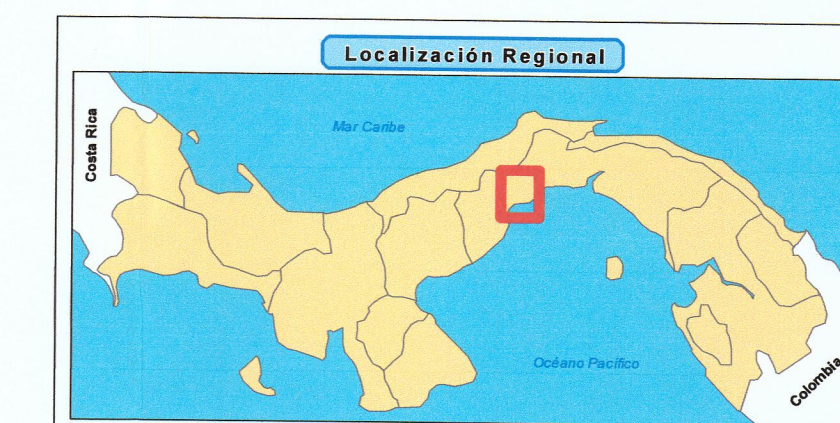 Localización Regional
Costa Rica
Mar Caribe
Océano Pacífico
Colombia